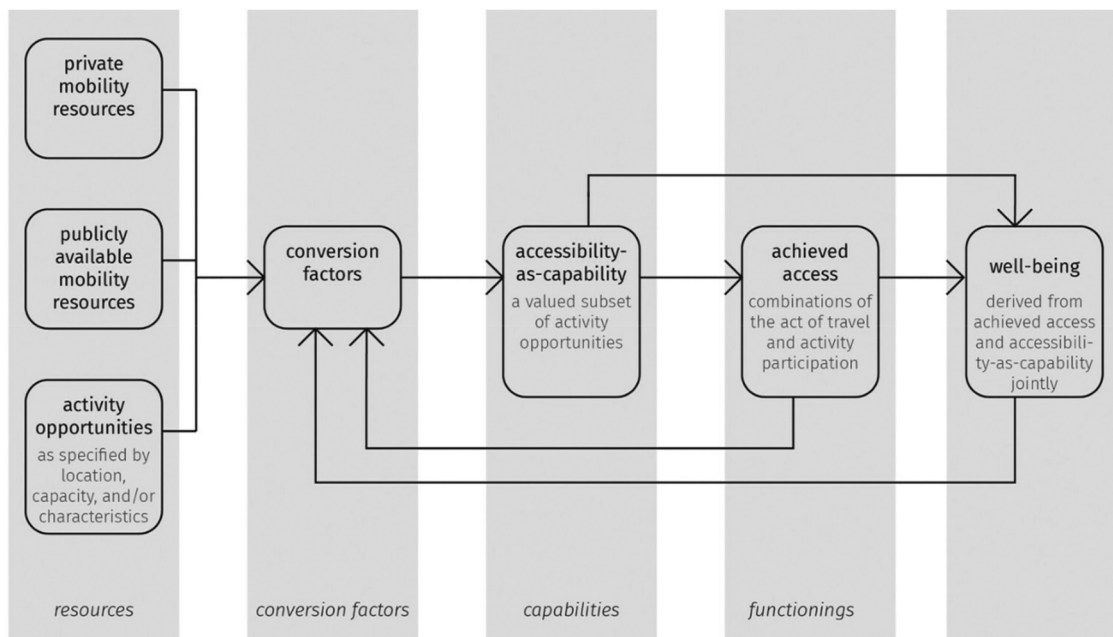 private
mobility
resources
publicly
available
mobility
resources
activity
opportunities
as specified by
location,
capacity, and/or
characteristics
conversion
factors
accessibility-
as-capability
a valued subset
of activity
opportunities
achieved
access
combinations of
the act of travel
and activity
participation
well-being
derived from
achieved access
and accessibili-
ty-as-capability
jointly
resources
conversion factors
capabilities
functionings